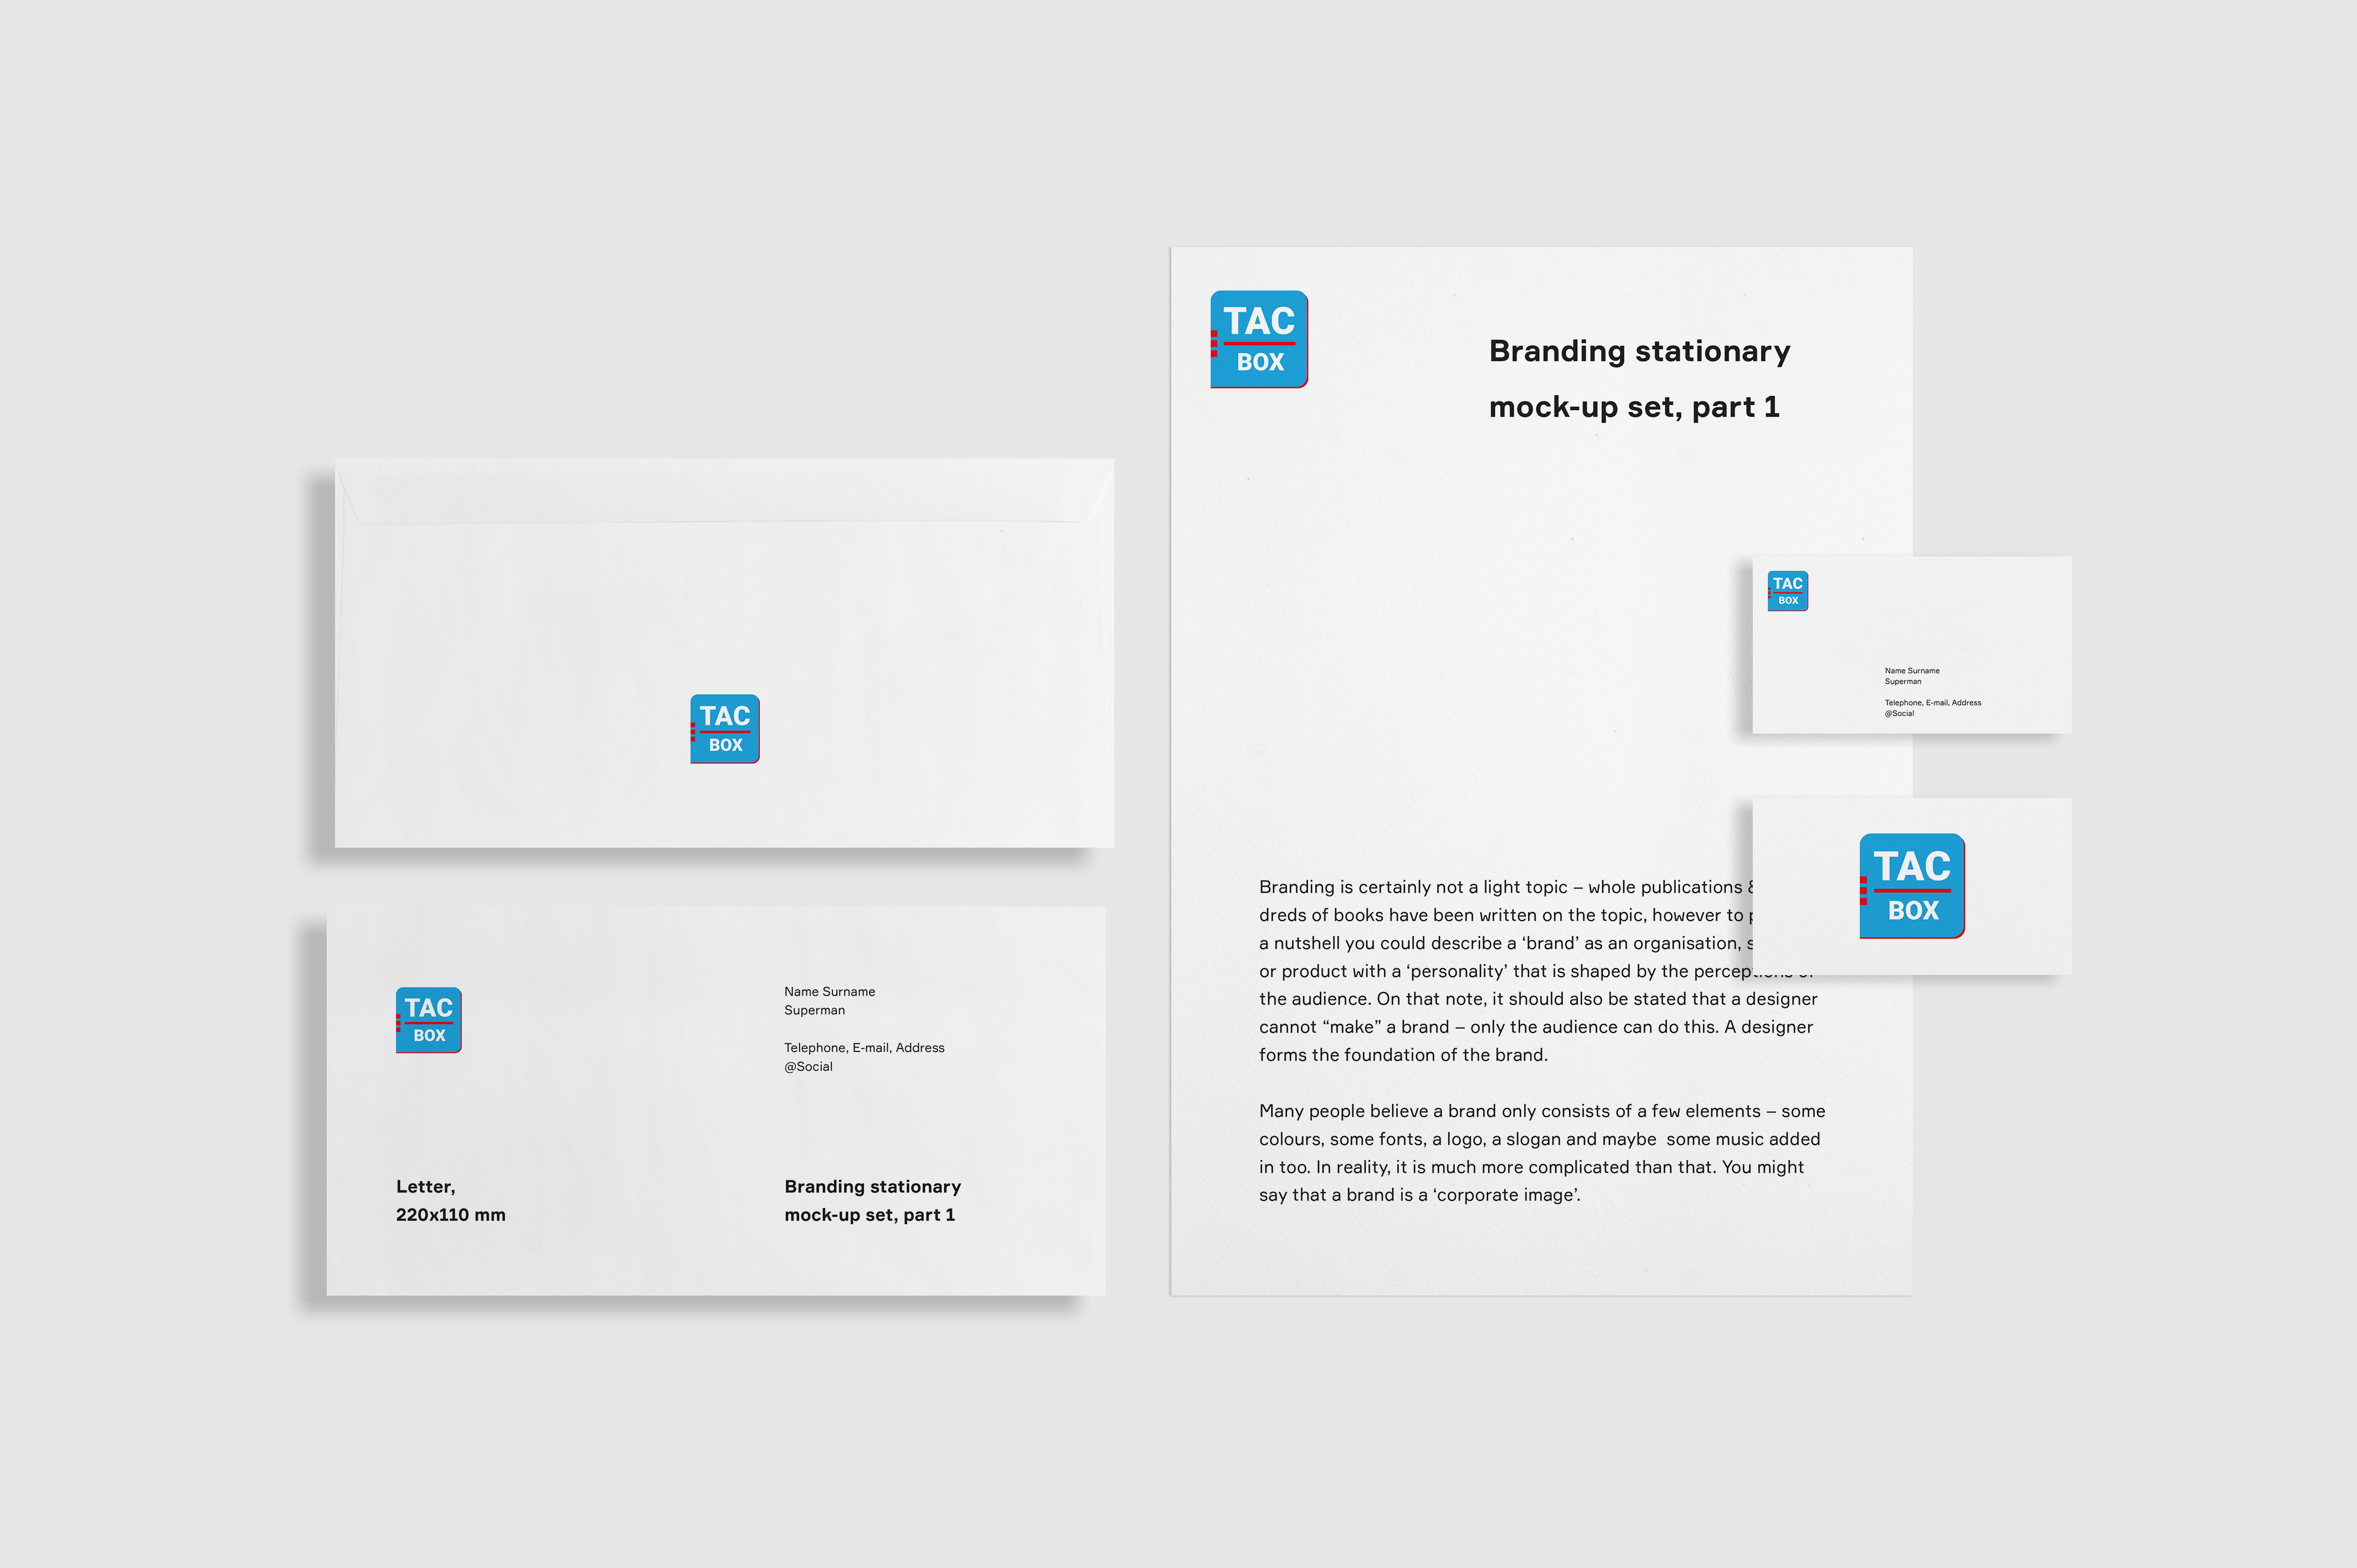 TAC
BOX
TAC
BOX
Name Surname
Superman
Telephone, E-mail, Address
@Social
Letter,
220x110 mm
Branding stationary
mock-up set, part 1
TAC
BOX
Branding stationary
mock-up set, part 1
Branding is certainly not a light topic – whole publications &
dreds of books have been written on the topic, however to
a nutshell you could describe a ‘brand’ as an organisation,
or product with a ‘personality’ that is shaped by the perceptions of
the audience. On that note, it should also be stated that a designer
cannot “make” a brand – only the audience can do this. A designer
forms the foundation of the brand.
Many people believe a brand only consists of a few elements – some
colours, some fonts, a logo, a slogan and maybe  some music added
in too. In reality, it is much more complicated than that. You might
say that a brand is a ‘corporate image’.
TAC
BOX
Name Surname
Superman
Telephone, E-mail, Address
@Social
TAC
BOX